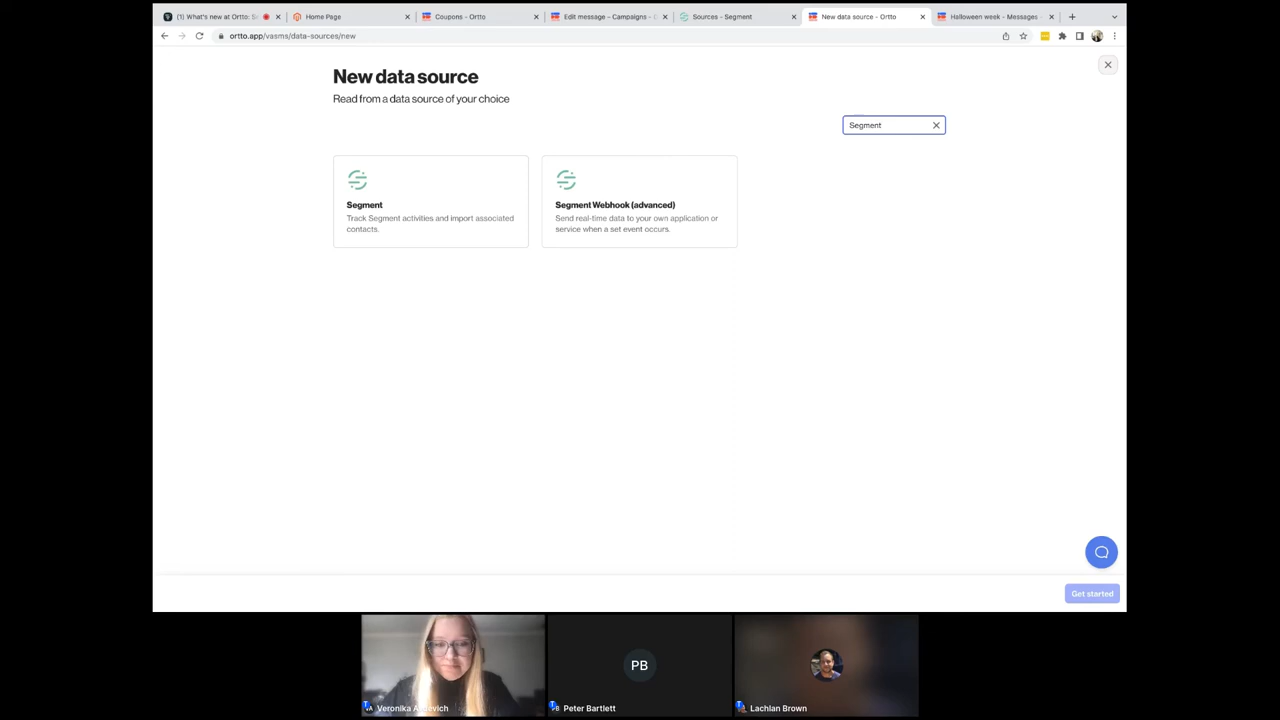 (1) What's new at Ortto: S
Home Page
Coupons - Ortto
Edit message – Campaigns -
Sources - Segment
New data source - Ortto
Halloween week - Messages -
ortto.app/vasms/data-sources/new
New data source
Read from a data source of your choice
Segment
Segment
Track Segment activities and import associated
contacts.
Segment Webhook (advanced)
Send real-time data to your own application or
service when a set event occurs.
Get started
PB
Veronika
Peter Bartlett
Lachlan Brown